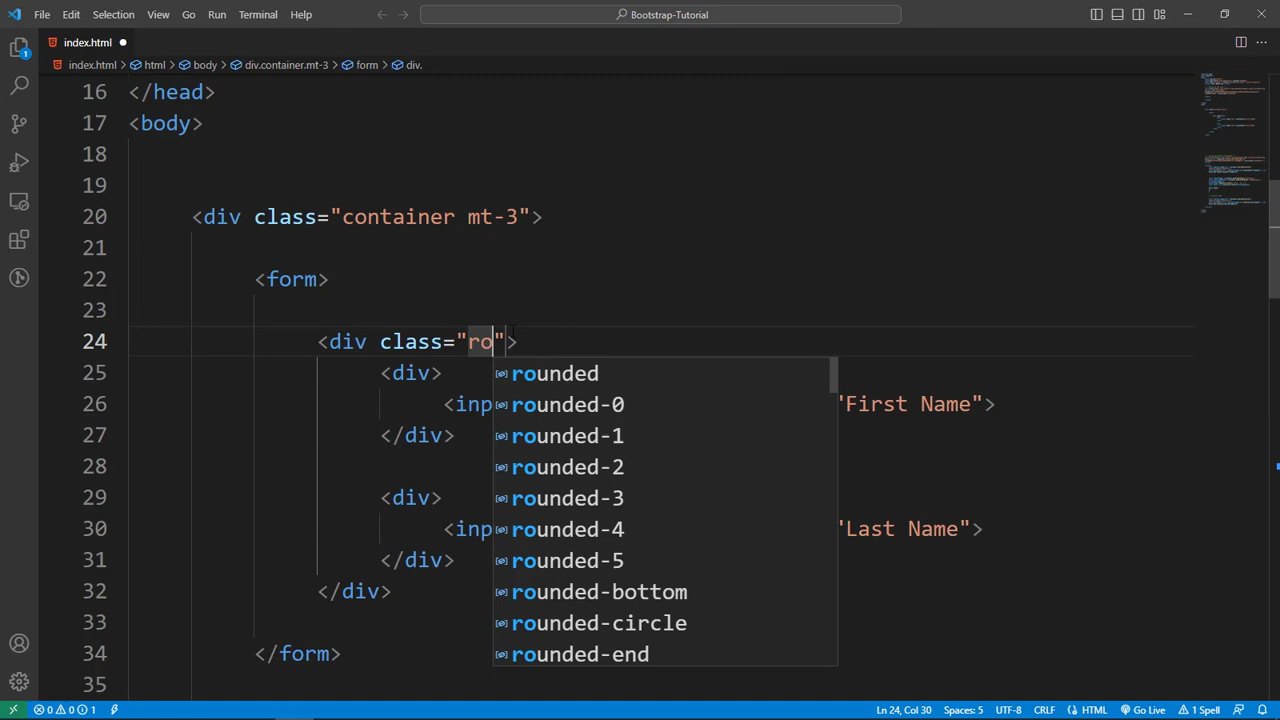 File Edit Selection View Go Run Terminal Help
Bootstrap-Tutorial
index.html
index.html > html > body > div.container.mt-3 > form > div.
16 </head>
17 <body>
18
19
20 <div class="container mt-3">
21
22 <form>
23
24 <div class="ro">
25 <div>
rounded
rounded-0
26 <inp "First Name">
27 </div>
rounded-1
28
rounded-2
29 <div>
rounded-3
30 <inp "Last Name">
rounded-4
31 </div>
rounded-5
32 </div>
rounded-bottom
33
rounded-circle
34 </form>
rounded-end
35
1
0 0 1
Ln 24, Col 30 Spaces: 5 UTF-8 CRLF HTML Go Live 1 Spell